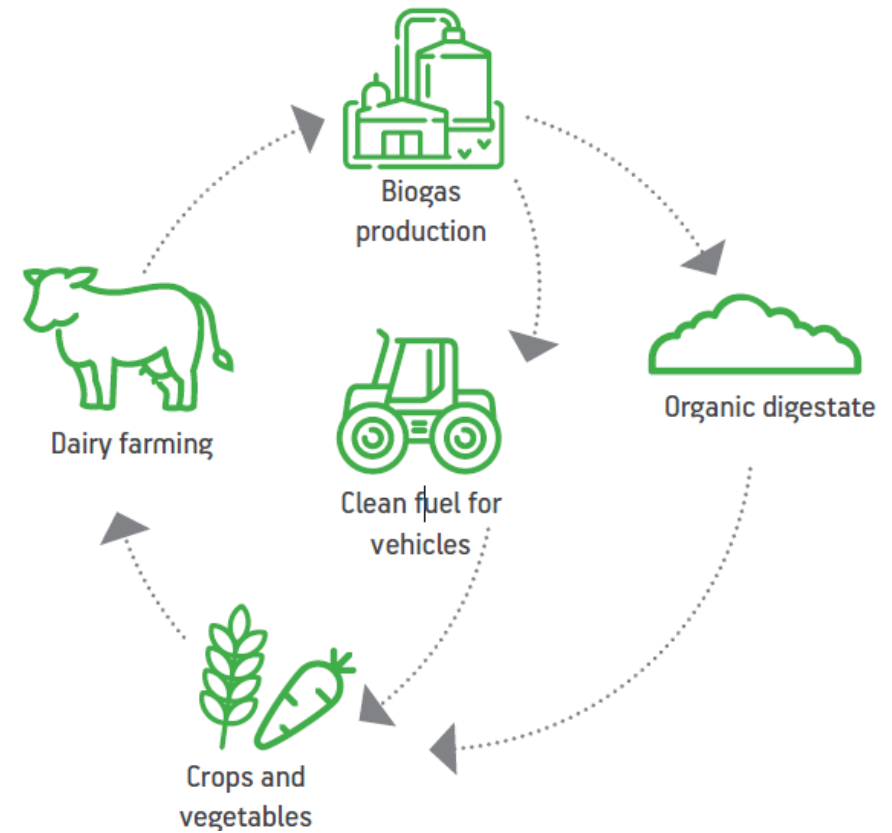 Biogas
production
Organic digestate
Dairy farming
Clean fuel for
vehicles
Crops and
vegetables